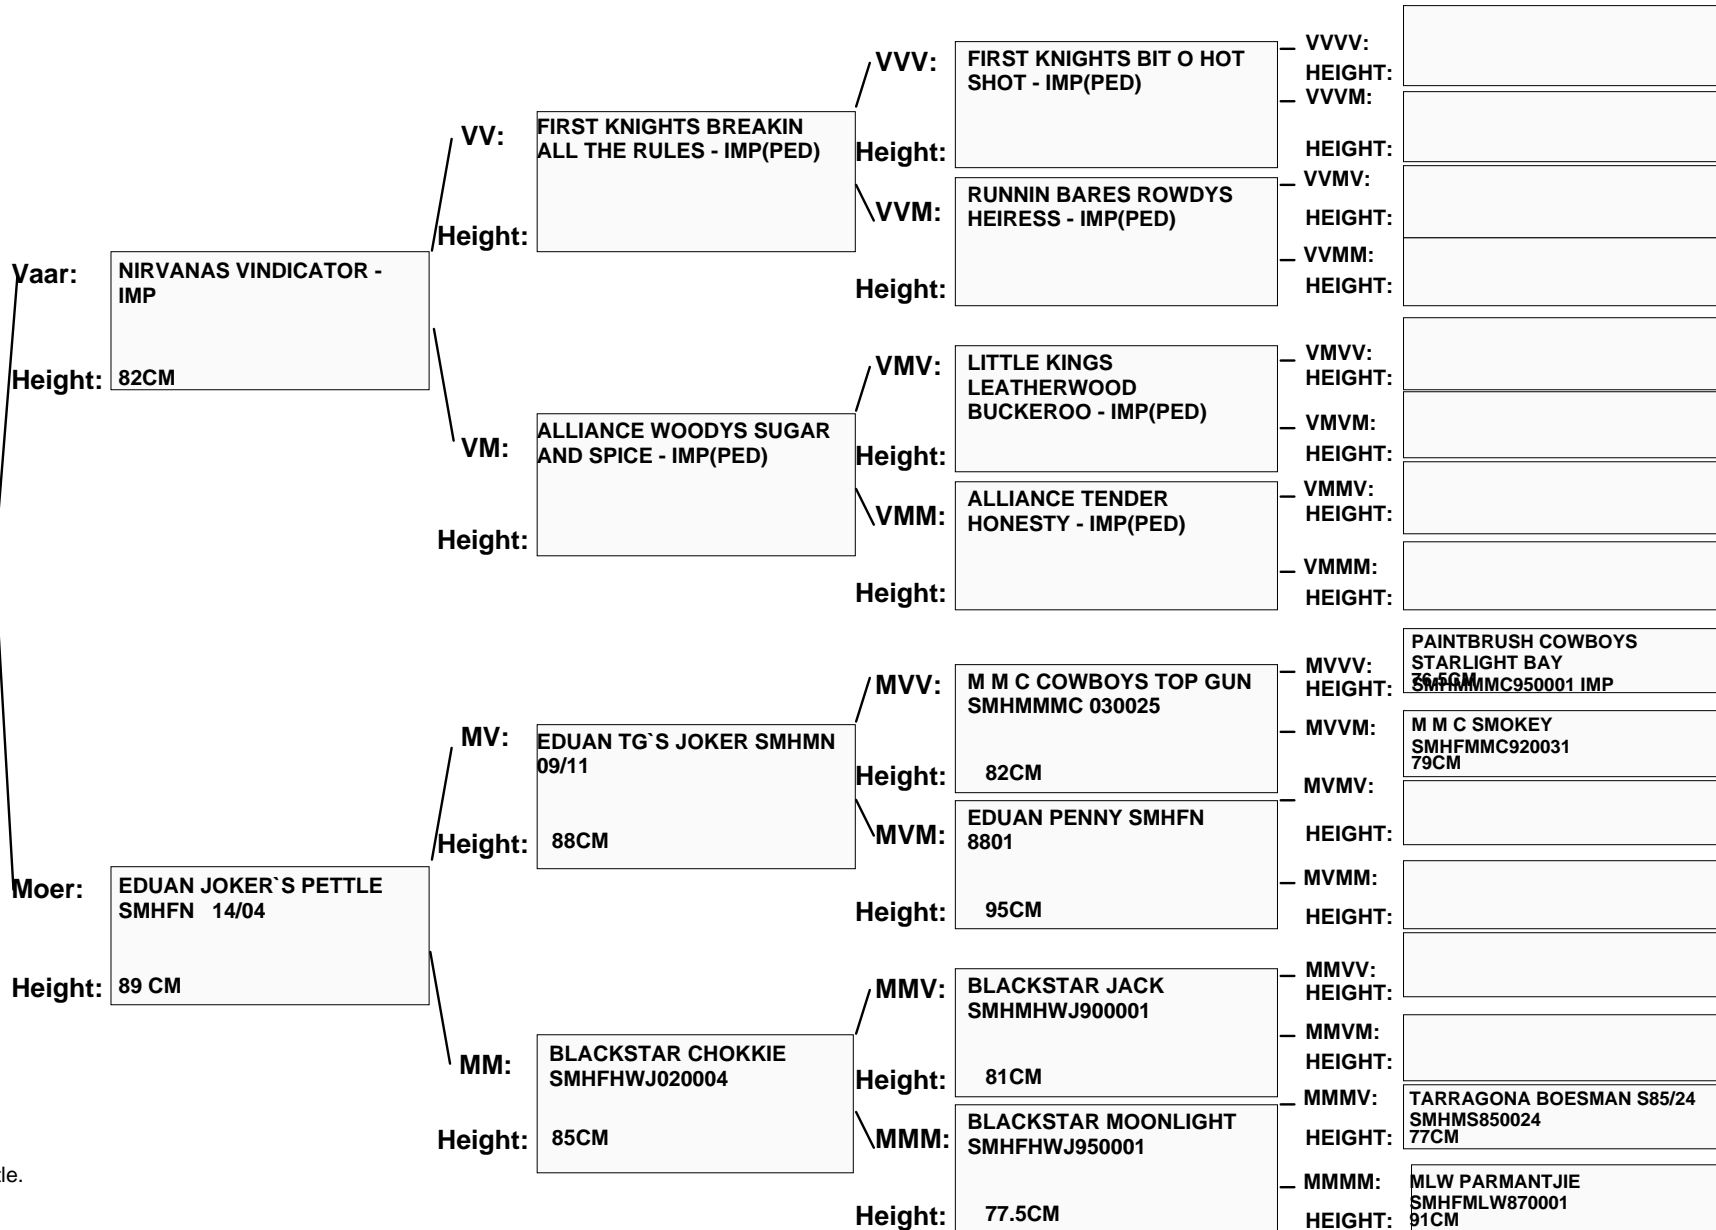 Vaar:
NIRVANAS VINDICATOR -
IMP
Height:
82CM
Moer:
EDUAN JOKER`S PETTLE
SMHFN 14/04
Height:
89 CM
tle.
VV:
FIRST KNIGHTS BREAKIN
ALL THE RULES - IMP(PED)
Height:
VM:
ALLIANCE WOODYS SUGAR
AND SPICE - IMP(PED)
Height:
MV:
EDUAN TG`S JOKER SMHMN
09/11
Height:
88CM
MM:
BLACKSTAR CHOKKIE
SMHFHWJ020004
Height:
85CM
VVV:
FIRST KNIGHTS BIT O HOT
SHOT - IMP(PED)
Height:
VVM:
RUNNIN BARES ROWDYS
HEIRESS - IMP(PED)
Height:
VMV:
LITTLE KINGS
LEATHERWOOD
BUCKEROO - IMP(PED)
Height:
VMM:
ALLIANCE TENDER
HONESTY - IMP(PED)
Height:
MVV:
M M C COWBOYS TOP GUN
SMHMMMC 030025
Height:
82CM
MVM:
EDUAN PENNY SMHFN
8801
Height:
95CM
MMV:
BLACKSTAR JACK
SMHMHWJ900001
Height:
81CM
MMM:
BLACKSTAR MOONLIGHT
SMHFHWJ950001
Height:
77.5CM
VVVV:
HEIGHT:
VVVM:
HEIGHT:
VVMV:
HEIGHT:
VVMM:
HEIGHT:
VMVV:
HEIGHT:
VMVM:
HEIGHT:
VMMV:
HEIGHT:
VMMM:
HEIGHT:
MVVV:
PAINTBRUSH COWBOYS
STARLIGHT BAY
SMHMMMC950001 IMP
HEIGHT:
76.5CM
MVVM:
M M C SMOKEY
SMHFMMC920031
79CM
MVMV:
HEIGHT:
MVMM:
HEIGHT:
MMVV:
HEIGHT:
MMVM:
HEIGHT:
MMMV:
TARRAGONA BOESMAN S85/24
SMHMS850024
HEIGHT:
77CM
MMMM:
MLW PARMANTJIE
SMHFMLW870001
HEIGHT:
91CM